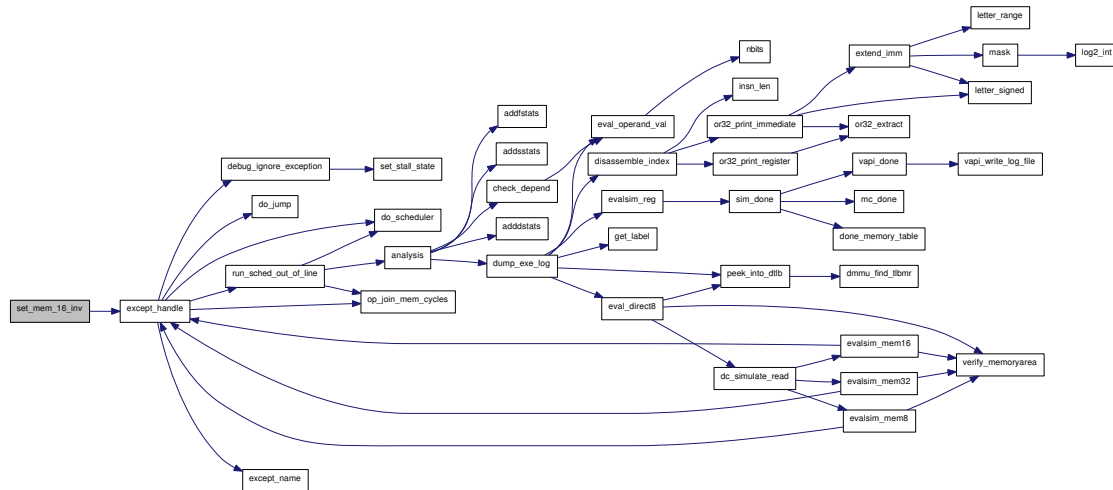 letter_range
nbits
extend_imm
mask
log2_int
insn_len
letter_signed
addfstats
eval_operand_val
or32_print_immediate
or32_extract
addsstats
debug_ignore_exception
set_stall_state
disassemble_index
or32_print_register
vapi_done
vapi_write_log_file
check_depend
do_jump
evalsim_reg
sim_done
mc_done
do_scheduler
adddstats
get_label
done_memory_table
analysis
dump_exe_log
run_sched_out_of_line
peek_into_dtlb
dmmu_find_tlbmr
op_join_mem_cycles
set_mem_16_inv
except_handle
eval_direct8
evalsim_mem16
verify_memoryarea
dc_simulate_read
evalsim_mem32
evalsim_mem8
except_name